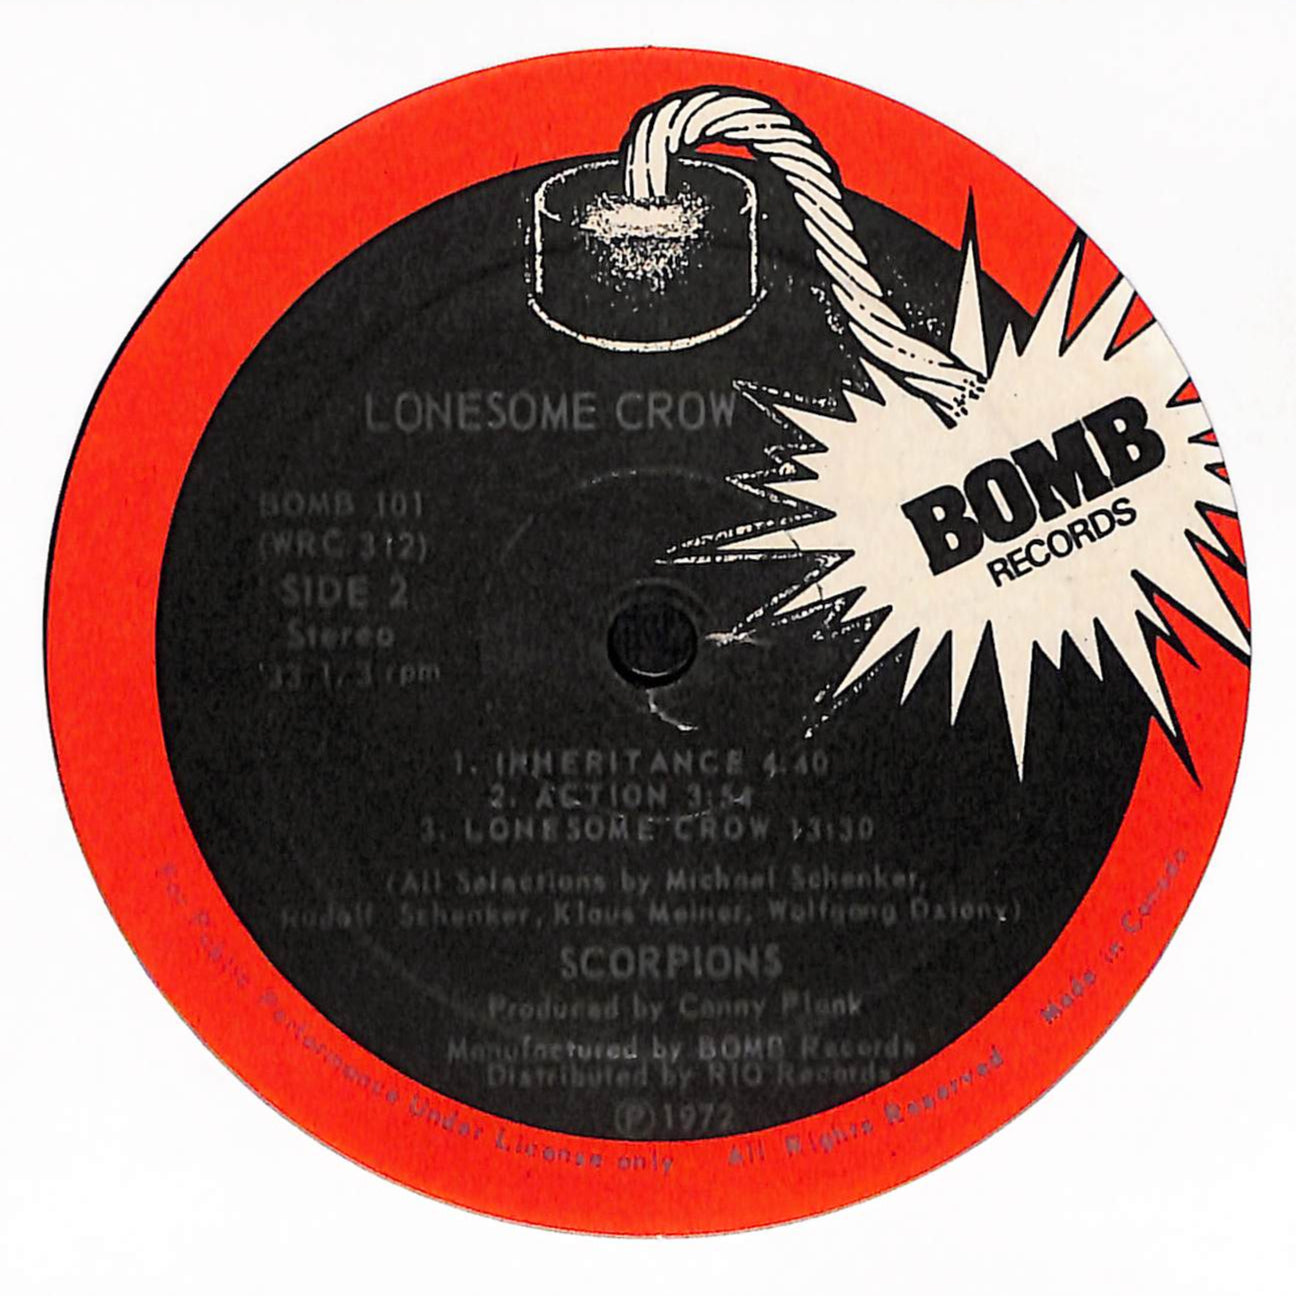 LONESOME CROW
BOMB
RECORDS
BOMB 101
(WRC 312)
SIDE 2
Stereo
33 1/3 rpm
1. INHERITANCE 4:40
2. ACTION 3:54
3. LONESOME CROW 13:30
(All Selections by Michael Schenker,
Rudolf Schenker, Klaus Meiner, Wolfgang Dziony)
SCORPIONS
Produced by Conny Plank
Manufactured by BOMB Records
Distributed by RIO Records
℗ 1972
For Public Performance Under License only All Rights Reserved Made in Canada